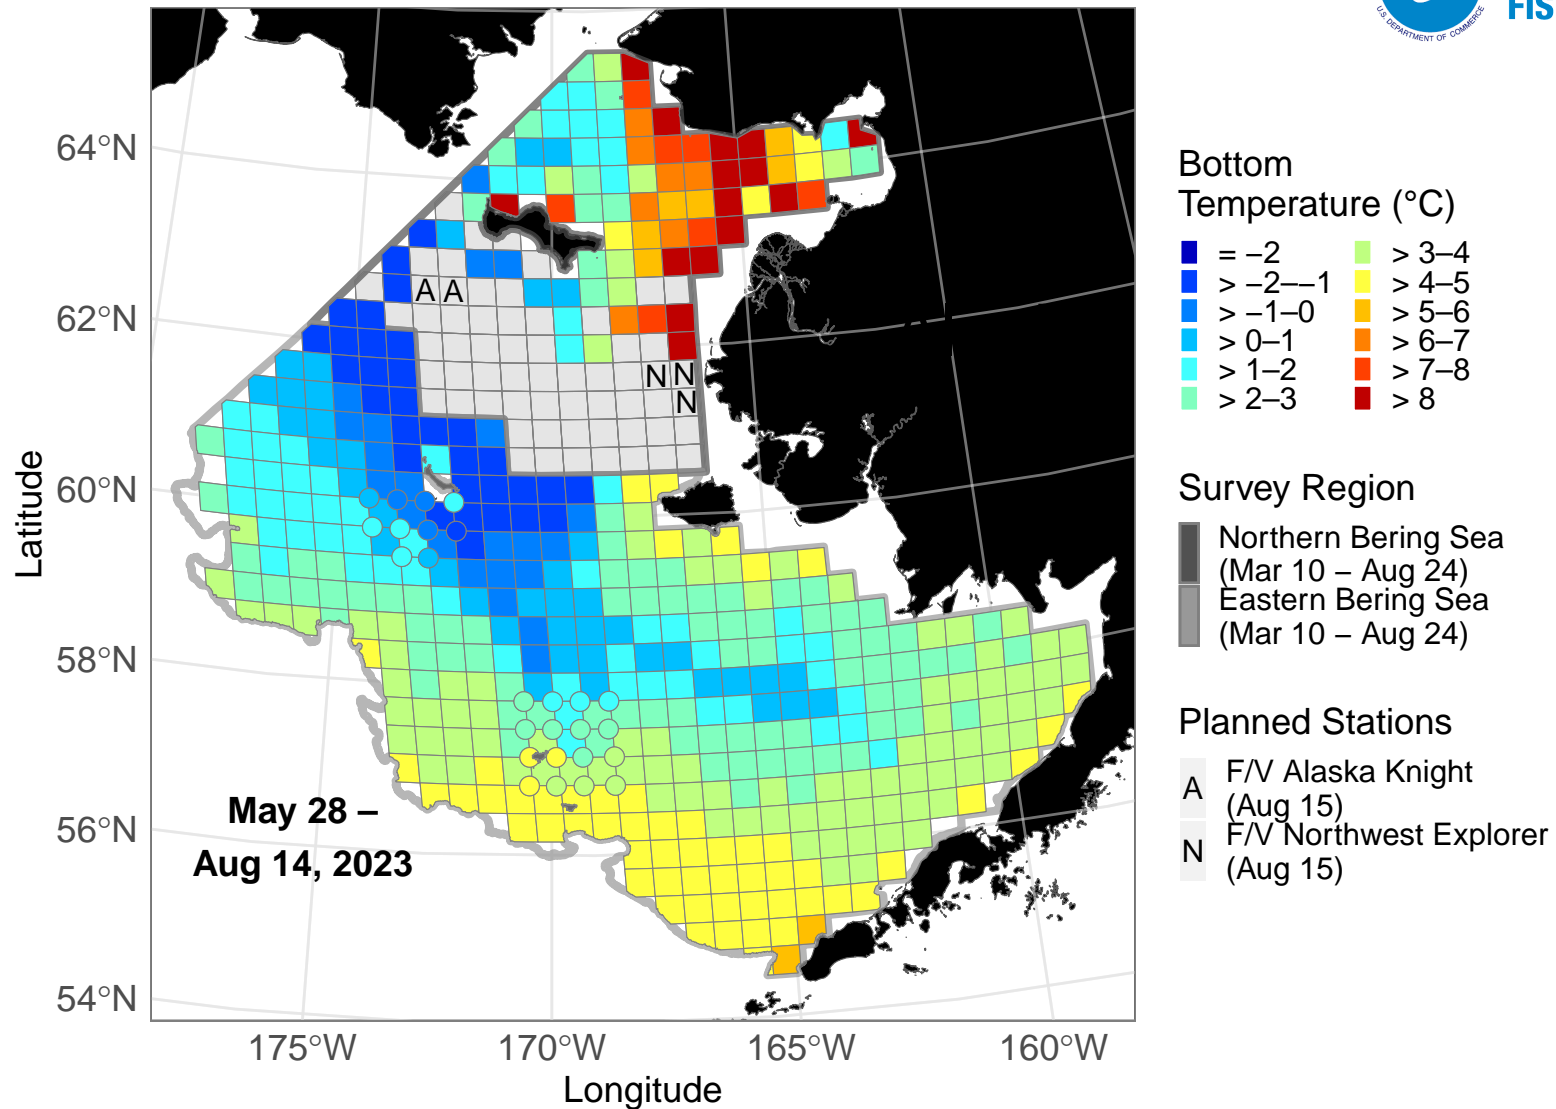 U.S. DEPARTMENT OF COMMERCE
FIS
64°N
62°N
60°N
58°N
56°N
54°N
Latitude
175°W
170°W
165°W
160°W
Longitude
A A
N N
N
May 28 –
Aug 14, 2023
Bottom
Temperature (°C)
= −2
> −2−−1
> −1−0
> 0−1
> 1−2
> 2−3
> 3−4
> 4−5
> 5−6
> 6−7
> 7−8
> 8
Survey Region
Northern Bering Sea
(Mar 10 − Aug 24)
Eastern Bering Sea
(Mar 10 − Aug 24)
Planned Stations
A F/V Alaska Knight
(Aug 15)
N F/V Northwest Explorer
(Aug 15)